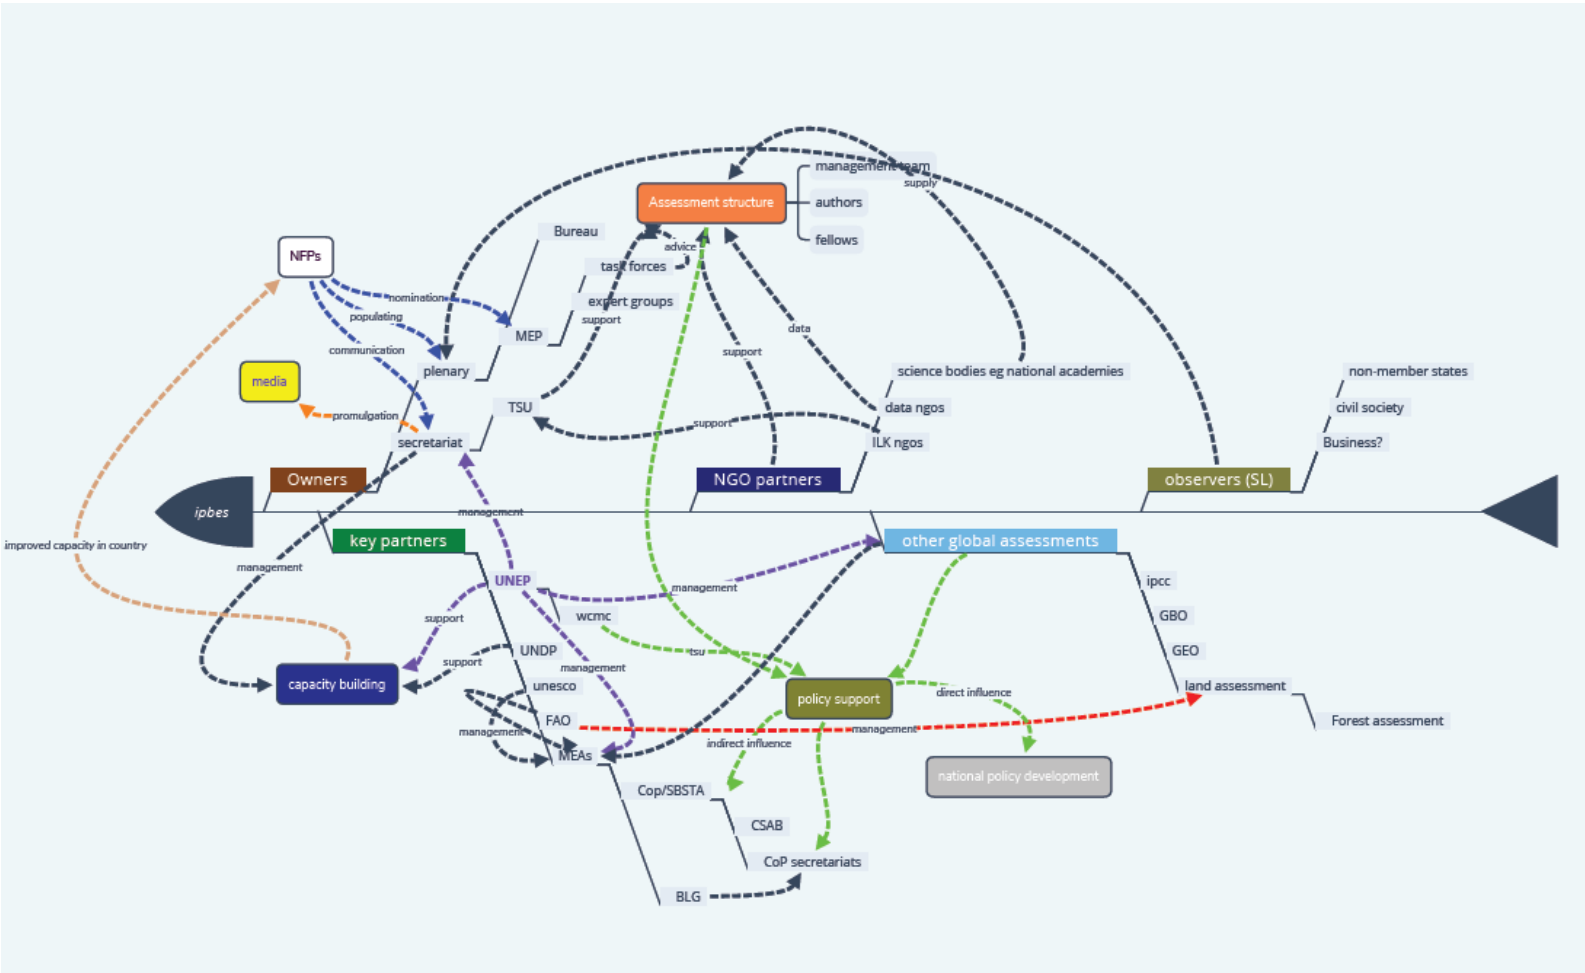 management team
supply
Assessment structure
authors
fellows
Bureau
advice
NFPs
task forces
nomination
expert groups
populating
support
MEP
data
communication
support
plenary
science bodies eg national academies
non-member states
media
TSU
data ngos
civil society
promulgation
support
secretariat
ILK ngos
Business?
Owners
NGO partners
observers (SL)
ipbes
management
key partners
other global assessments
improved capacity in country
management
UNEP
management
ipcc
support
wcmc
GBO
UNDP
tsu
GEO
support
management
capacity building
unesco
policy support
direct influence
land assessment
FAO
management
management
Forest assessment
indirect influence
MEAs
national policy development
Cop/SBSTA
CSAB
CoP secretariats
BLG